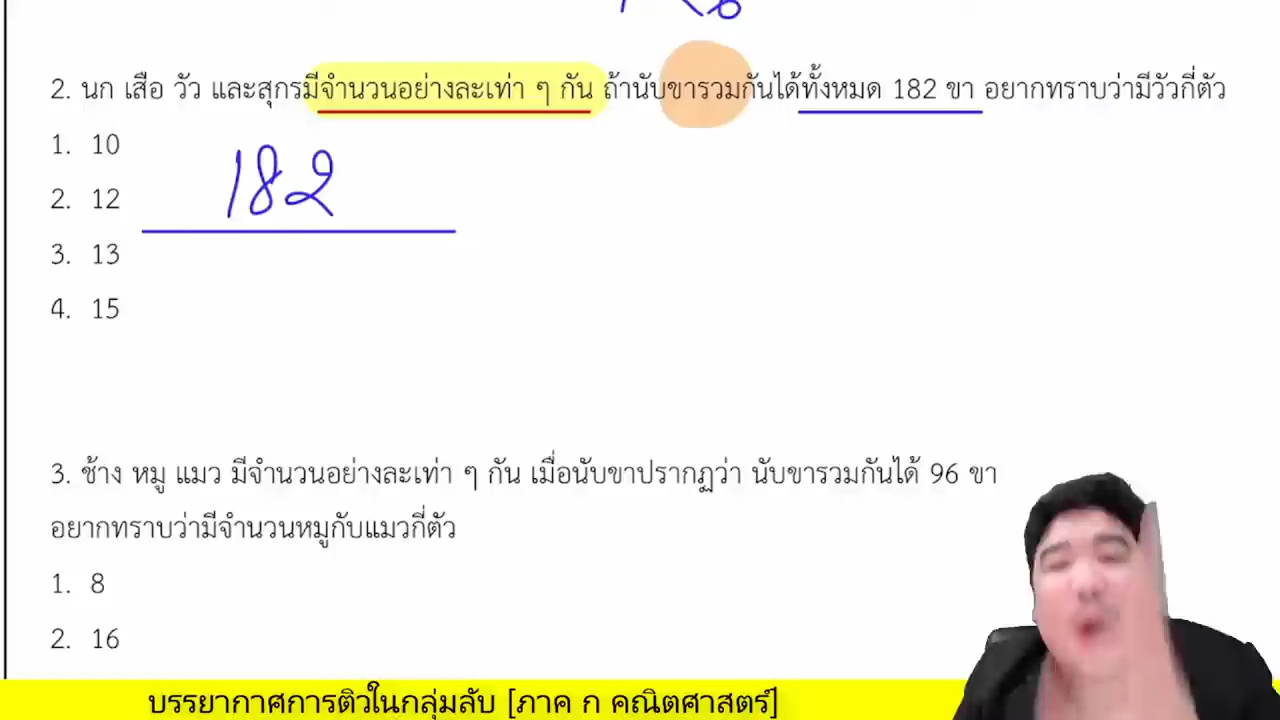 2. นก เสือ วัว และสุกรมีจำนวนอย่างละเท่า ๆ กัน ถ้านับขารวมกันได้ทั้งหมด 182 ขา อยากทราบว่ามีวัวกี่ตัว
1. 10
182
2. 12
3. 13
4. 15
3. ช้าง หมู แมว มีจำนวนอย่างละเท่า ๆ กัน เมื่อนับขาปรากฏว่า นับขารวมกันได้ 96 ขา
อยากทราบว่ามีจำนวนหมูกับแมวกี่ตัว
1. 8
2. 16
บรรยากาศการติวในกลุ่มลับ [ภาค ก คณิตศาสตร์]